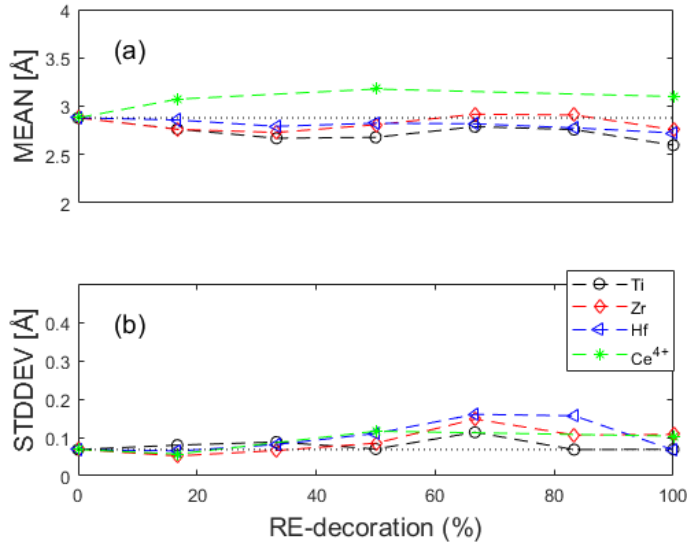 (a)
MEAN [Å]
4
3.5
3
2.5
2
(b)
STDDEV [Å]
0.4
0.3
0.2
0.1
0
Ti
Zr
Hf
Ce⁴⁺
0 20 40 60 80 100
RE-decoration (%)